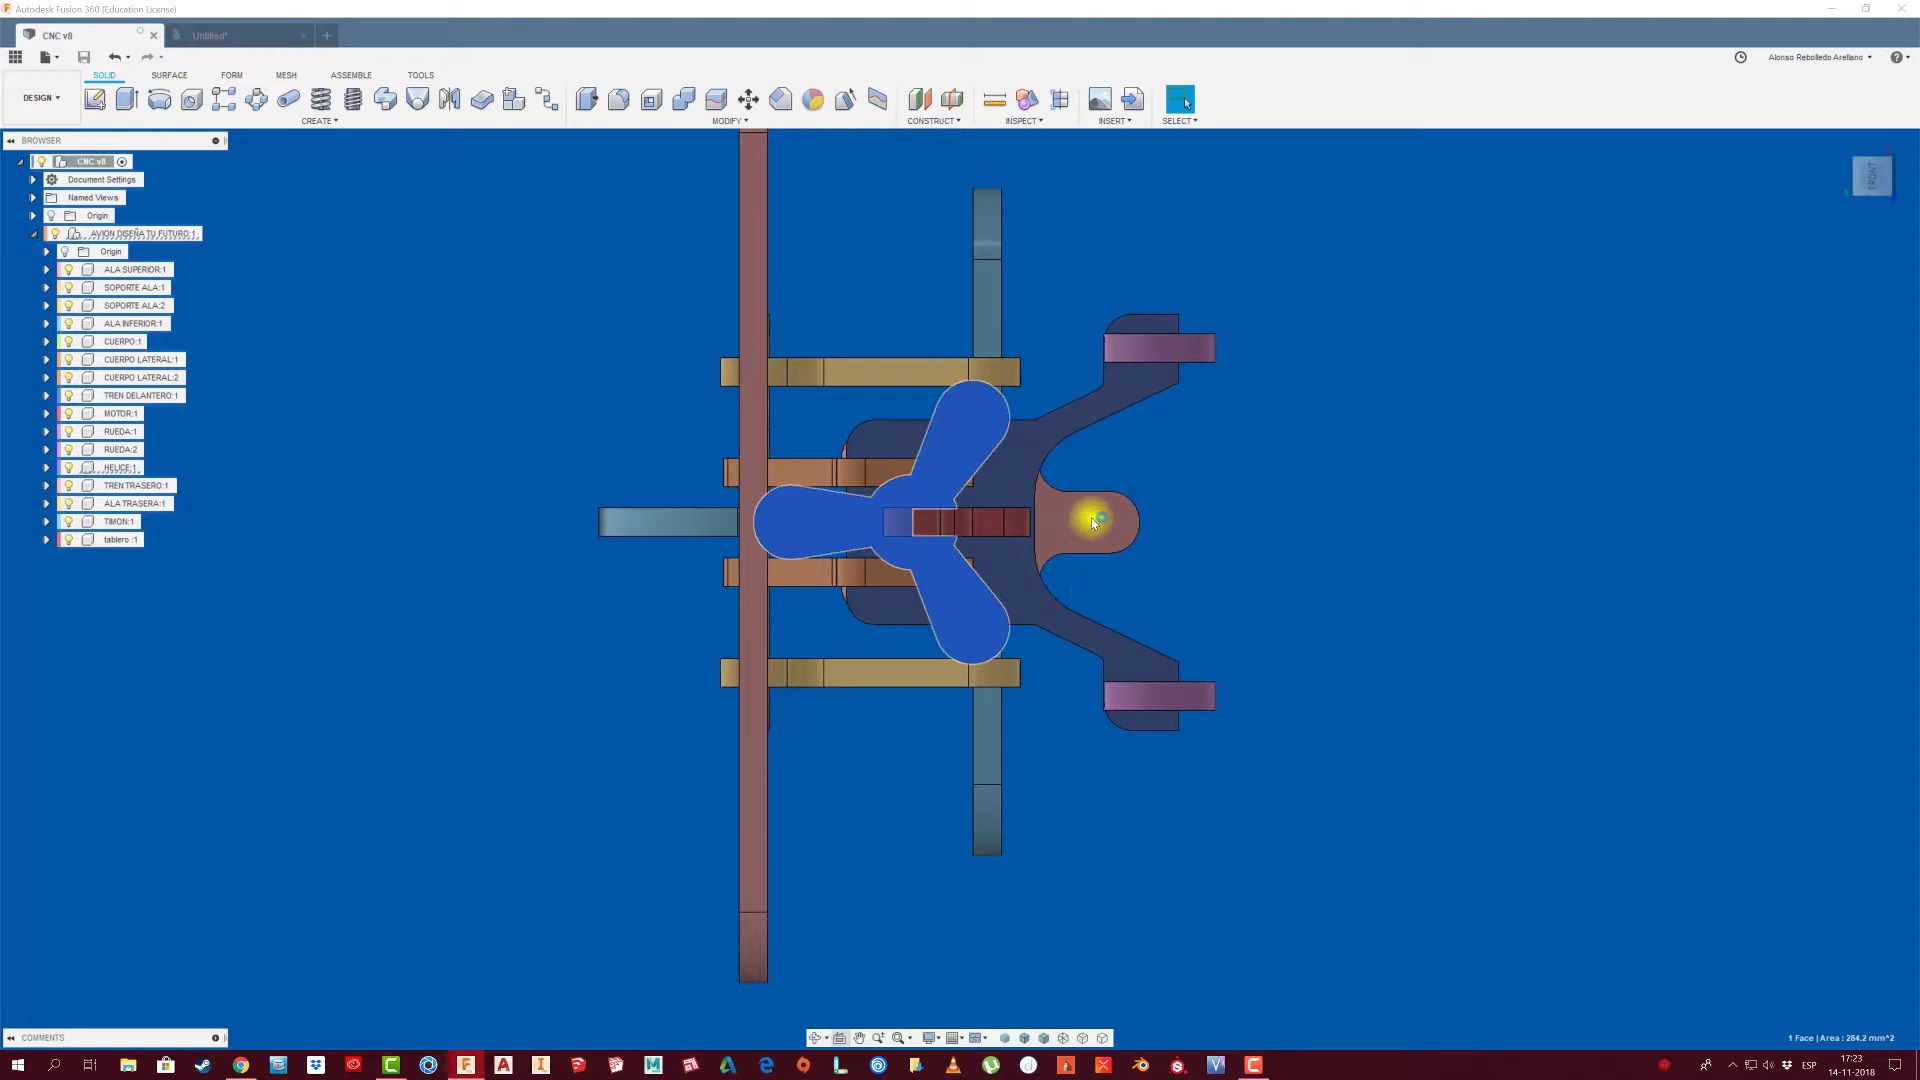 Autodesk Fusion 360 (Education License)
CNC v8
Untitled*
Alonso Rebolledo Arellano
SOLID
SURFACE
FORM
MESH
ASSEMBLE
TOOLS
DESIGN
CREATE
MODIFY
CONSTRUCT
INSPECT
INSERT
SELECT
BROWSER
CNC v8
Document Settings
Named Views
Origin
AVION DISEÑA TU FUTURO:1
Origin
ALA SUPERIOR:1
SOPORTE ALA:1
SOPORTE ALA:2
ALA INFERIOR:1
CUERPO:1
CUERPO LATERAL:1
CUERPO LATERAL:2
TREN DELANTERO:1
MOTOR:1
RUEDA:1
RUEDA:2
HELICE:1
TREN TRASERO:1
ALA TRASERA:1
TIMON:1
tablero :1
FRONT
COMMENTS
1 Face | Area : 284.2 mm^2
ESP
17:23
14-11-2018